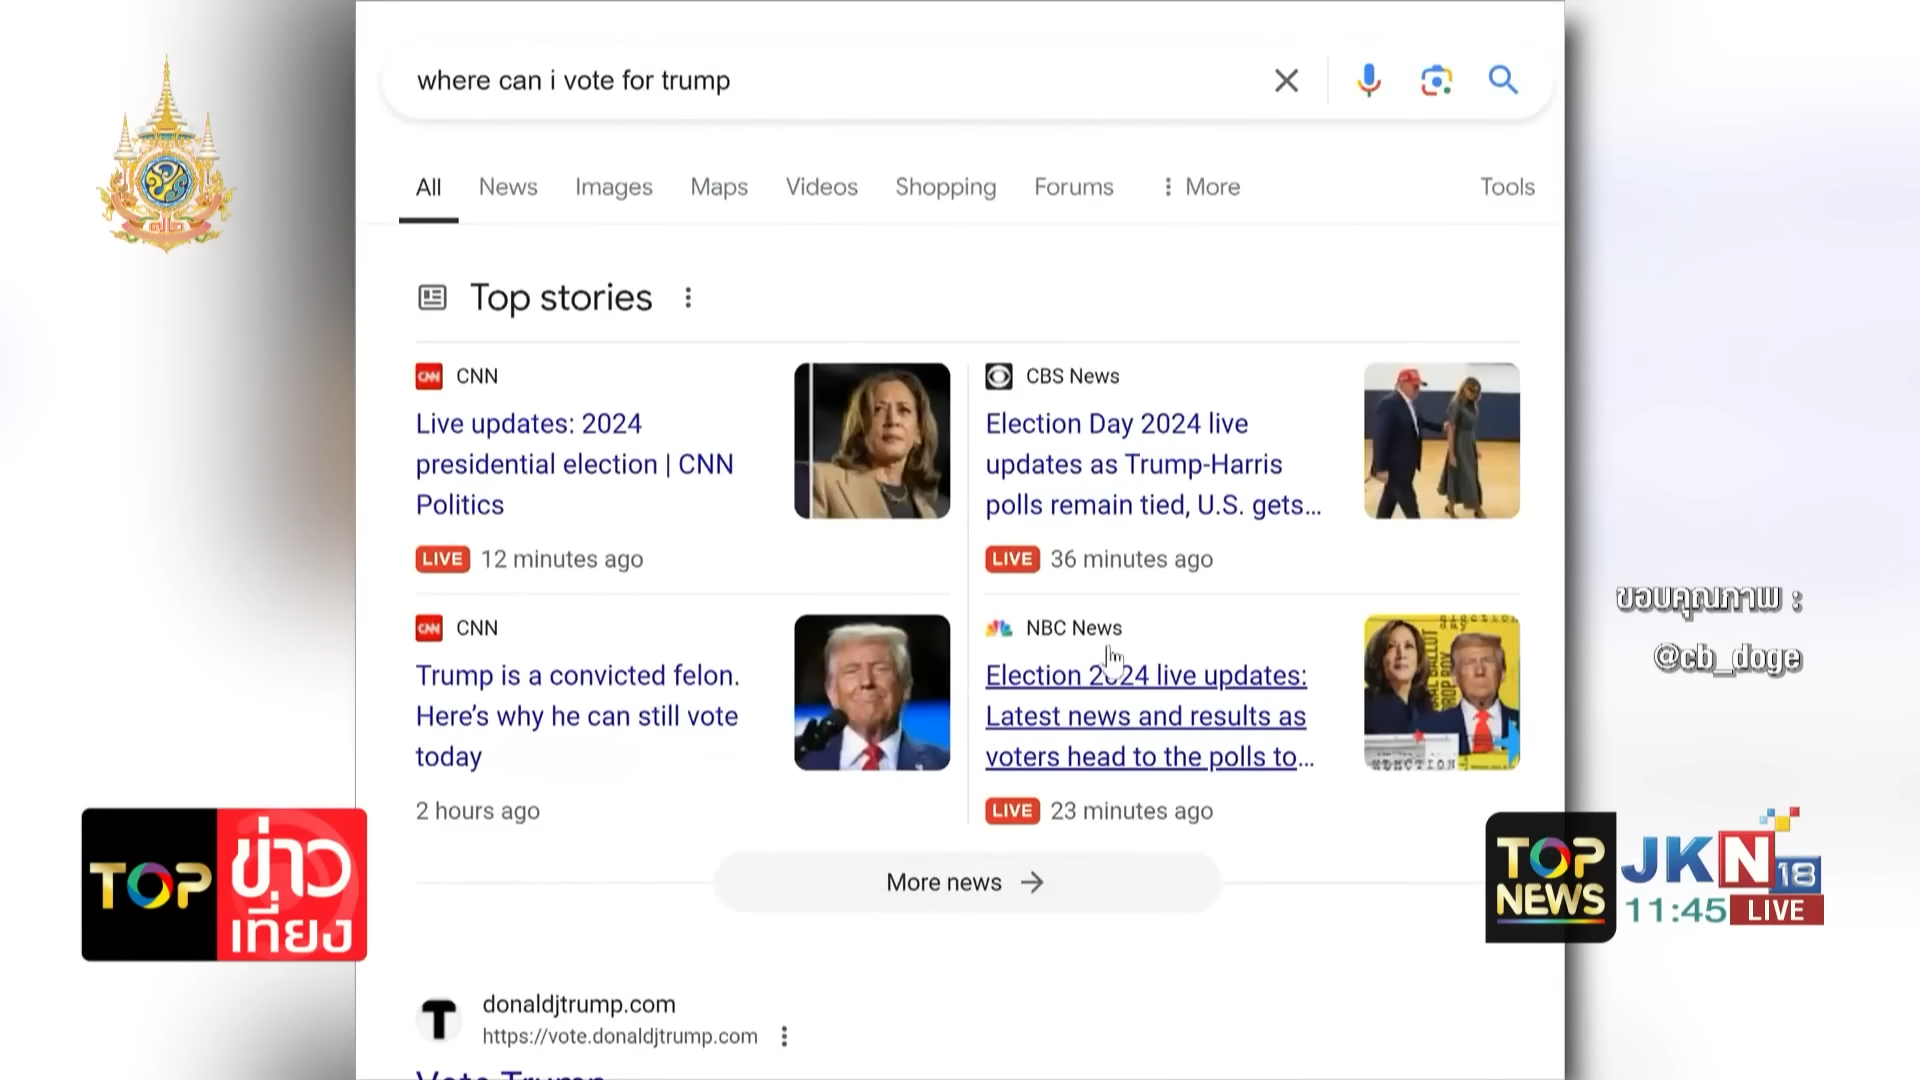 where can i vote for trump
All News Images Maps Videos Shopping Forums More Tools
Top stories
CNN
Live updates: 2024
presidential election | CNN
Politics
LIVE 12 minutes ago
CBS News
Election Day 2024 live
updates as Trump-Harris
polls remain tied, U.S. gets...
LIVE 36 minutes ago
CNN
Trump is a convicted felon.
Here's why he can still vote
today
2 hours ago
NBC News
Election 2024 live updates:
Latest news and results as
voters head to the polls to...
LIVE 23 minutes ago
More news
donaldjtrump.com
https://vote.donaldjtrump.com
Vote Trump
ขอบคุณภาพ :
@cb_doge
TOP ข่าว
เที่ยง
TOP
NEWS
JKN 18
11:45 LIVE